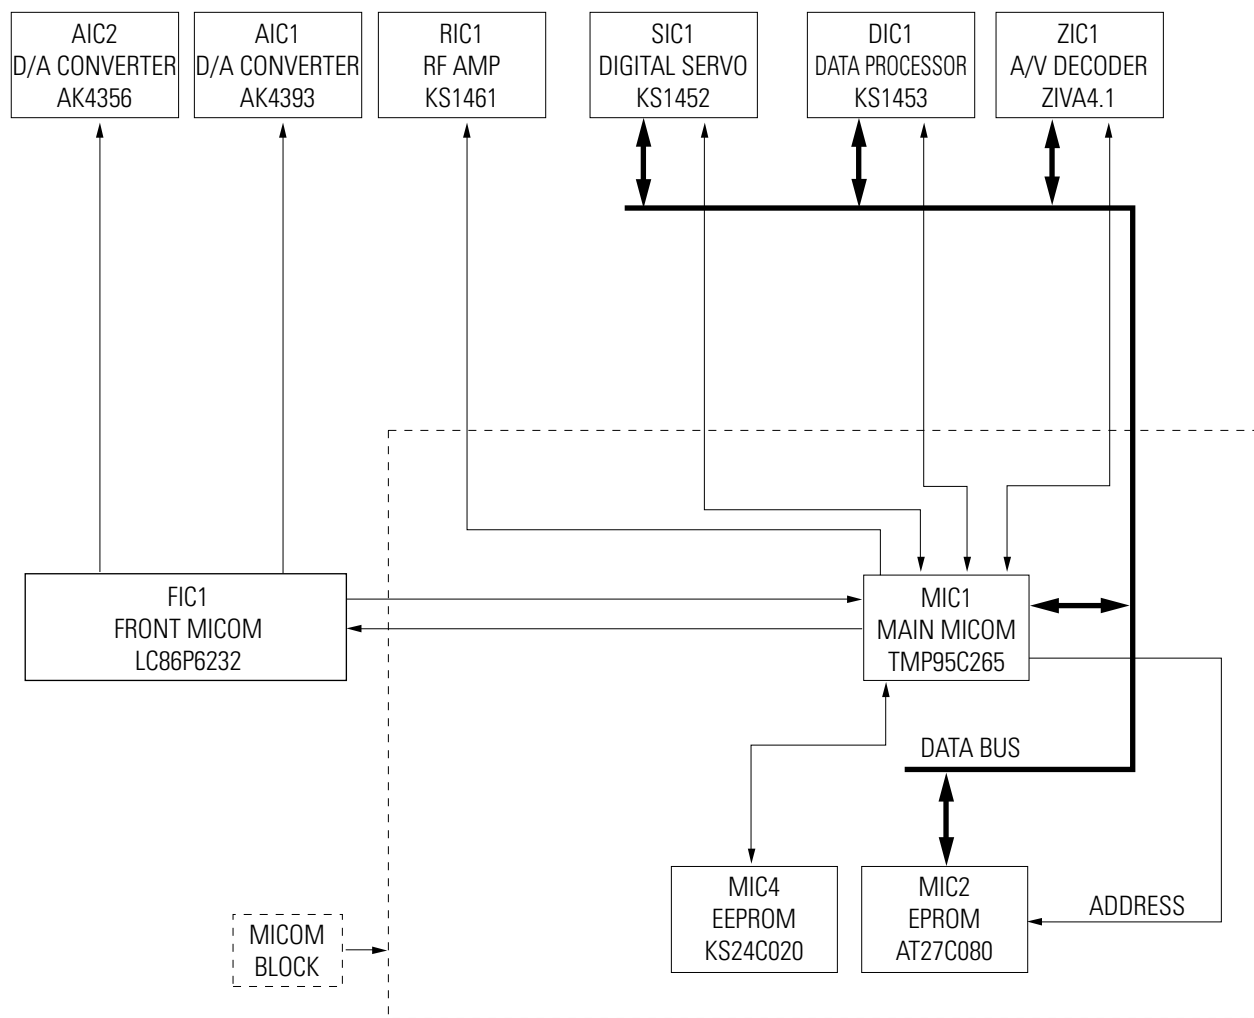 AIC2
D/A CONVERTER
AK4356
AIC1
D/A CONVERTER
AK4393
RIC1
RF AMP
KS1461
SIC1
DIGITAL SERVO
KS1452
DIC1
DATA PROCESSOR
KS1453
ZIC1
A/V DECODER
ZIVA4.1
FIC1
FRONT MICOM
LC86P6232
MIC1
MAIN MICOM
TMP95C265
DATA BUS
MIC4
EEPROM
KS24C020
MIC2
EPROM
AT27C080
ADDRESS
MICOM
BLOCK